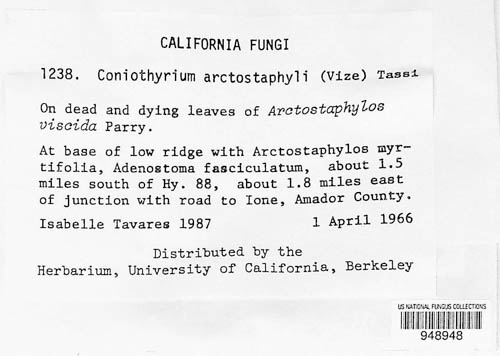 CALIFORNIA FUNGI
1238. Coniothyrium arctostaphyli (Vize) Tassi
On dead and dying leaves of Arctostaphylos
viscida Parry.
At base of low ridge with Arctostaphylos myr-
tifolia, Adenostoma fasciculatum, about 1.5
miles south of Hy. 88, about 1.8 miles east
of junction with road to Ione, Amador County.
Isabelle Tavares 1987 1 April 1966
Distributed by the
Herbarium, University of California, Berkeley
US NATIONAL FUNGUS COLLECTIONS
948948